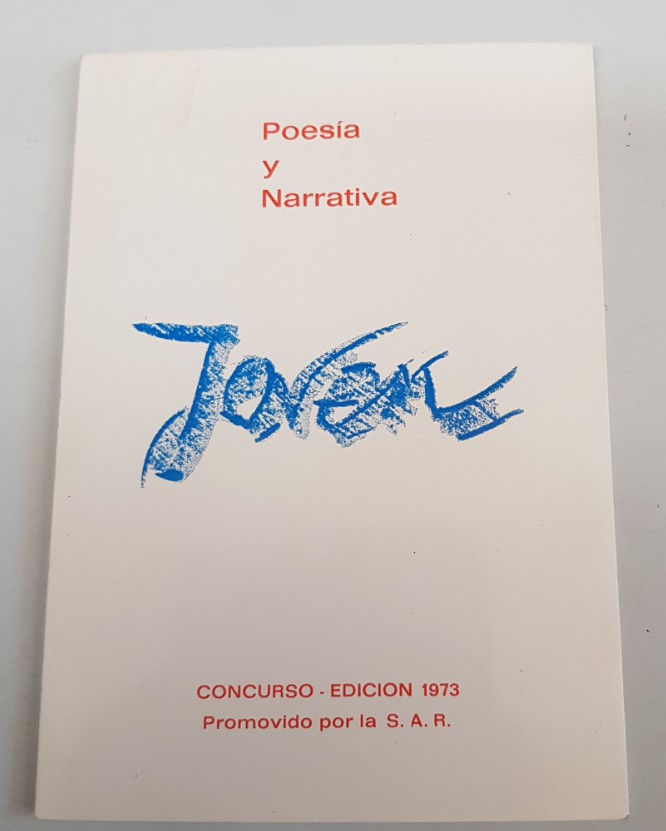 Poesía
y
Narrativa
Joven
CONCURSO - EDICION 1973
Promovido por la S. A. R.